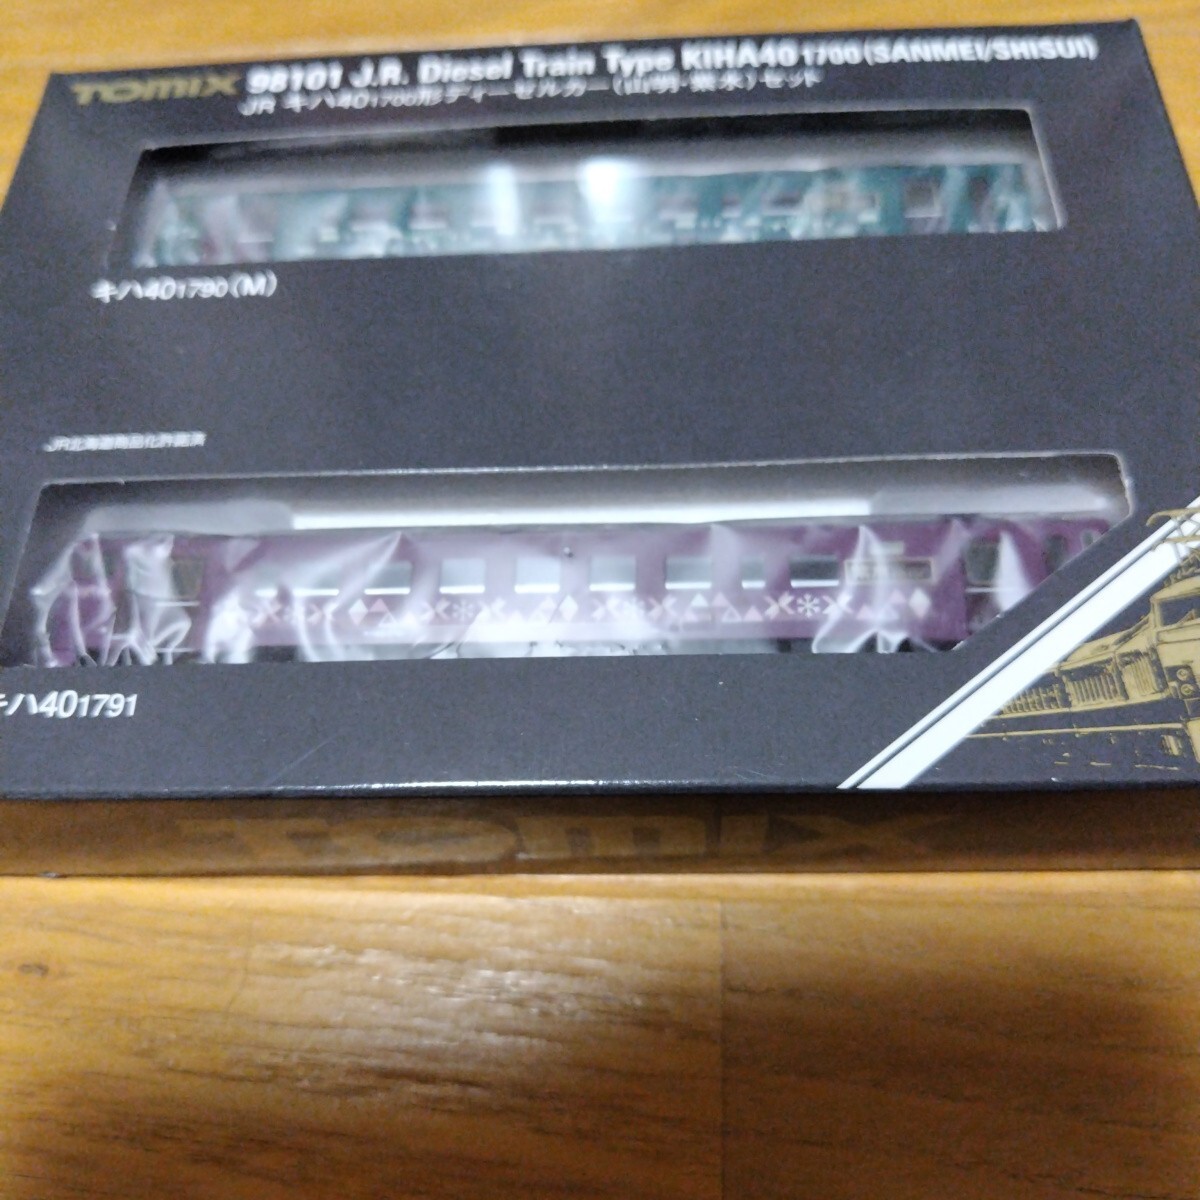 TOMIX 98101 J.R. Diesel Train Type KIHA40 1700(SANMEI/SHISUI)
JR キハ40 1700形ディーゼルカー(山明・紫水)セット
キハ40 1790(M)
JR北海道商品化許諾済
キハ40 1791
TOMIX